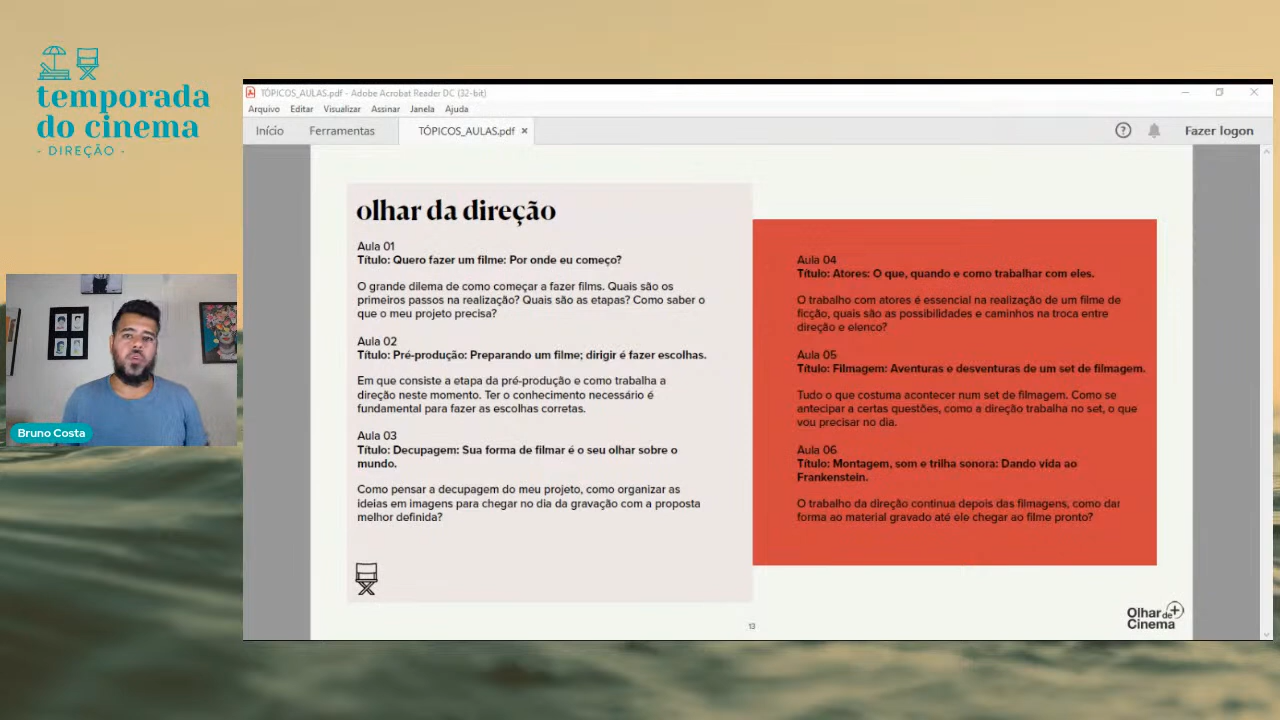 temporada
do cinema
- DIREÇÃO -
TÓPICOS_AULAS.pdf - Adobe Acrobat Reader DC (32-bit)
Arquivo Editar Visualizar Assinar Janela Ajuda
Início Ferramentas TÓPICOS_AULAS.pdf × ? Fazer logon
olhar da direção
Aula 01
Título: Quero fazer um filme: Por onde eu começo?
O grande dilema de como começar a fazer films. Quais são os
primeiros passos na realização? Quais são as etapas? Como saber o
que o meu projeto precisa?
Aula 02
Título: Pré-produção: Preparando um filme; dirigir é fazer escolhas.
Em que consiste a etapa da pré-produção e como trabalha a
direção neste momento. Ter o conhecimento necessário é
fundamental para fazer as escolhas corretas.
Aula 03
Título: Decupagem: Sua forma de filmar é o seu olhar sobre o
mundo.
Como pensar a decupagem do meu projeto, como organizar as
ideias em imagens para chegar no dia da gravação com a proposta
melhor definida?
Aula 04
Título: Atores: O que, quando e como trabalhar com eles.
O trabalho com atores é essencial na realização de um filme de
ficção, quais são as possibilidades e caminhos na troca entre
direção e elenco?
Aula 05
Título: Filmagem: Aventuras e desventuras de um set de filmagem.
Tudo o que costuma acontecer num set de filmagem. Como se
antecipar a certas questões, como a direção trabalha no set, o que
vou precisar no dia.
Aula 06
Título: Montagem, som e trilha sonora: Dando vida ao
Frankenstein.
O trabalho da direção continua depois das filmagens, como dar
forma ao material gravado até ele chegar ao filme pronto?
13
Olhar de +
Cinema
Bruno Costa